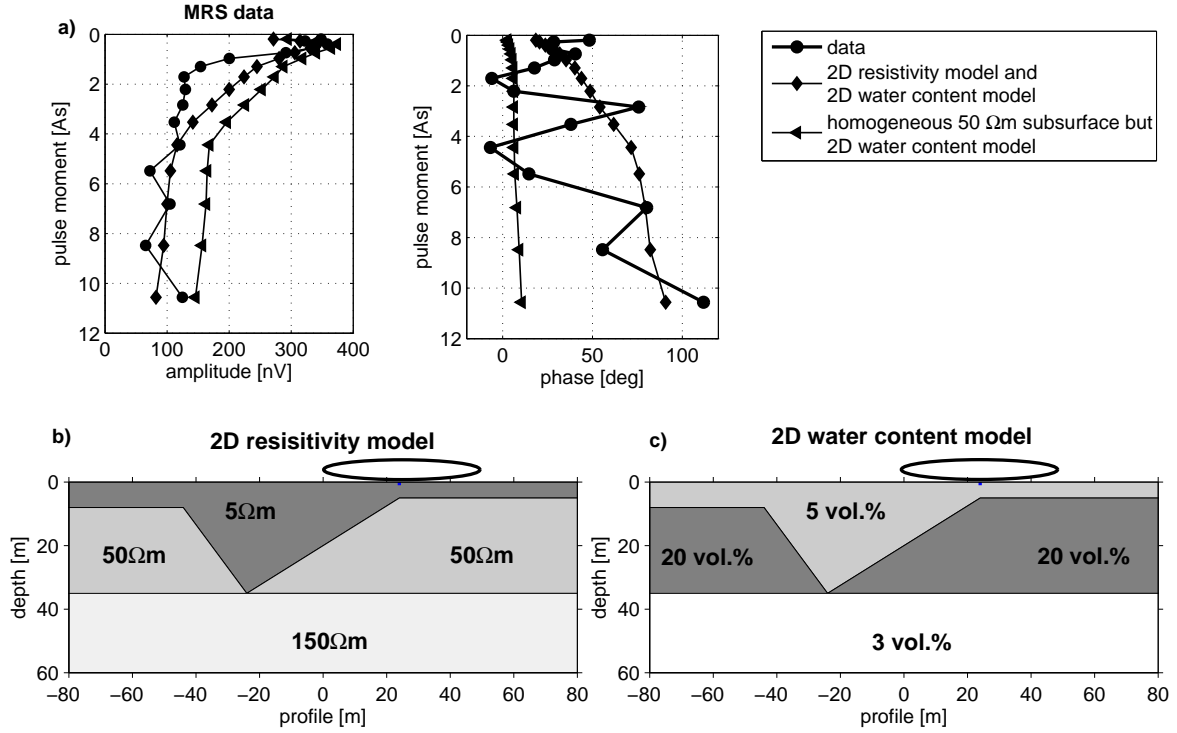 MRS data
a)
0
2
4
6
8
10
12
pulse moment [As]
0 100 200 300 400
amplitude [nV]
0
2
4
6
8
10
12
pulse moment [As]
0 50 100
phase [deg]
data
2D resistivity model and
2D water content model
homogeneous 50 Ωm subsurface but
2D water content model
b)
2D resisitivity model
0
20
40
60
depth [m]
5Ωm
50Ωm 50Ωm
150Ωm
−80 −60 −40 −20 0 20 40 60 80
profile [m]
c)
2D water content model
0
20
40
60
depth [m]
5 vol.%
20 vol.% 20 vol.%
3 vol.%
−80 −60 −40 −20 0 20 40 60 80
profile [m]